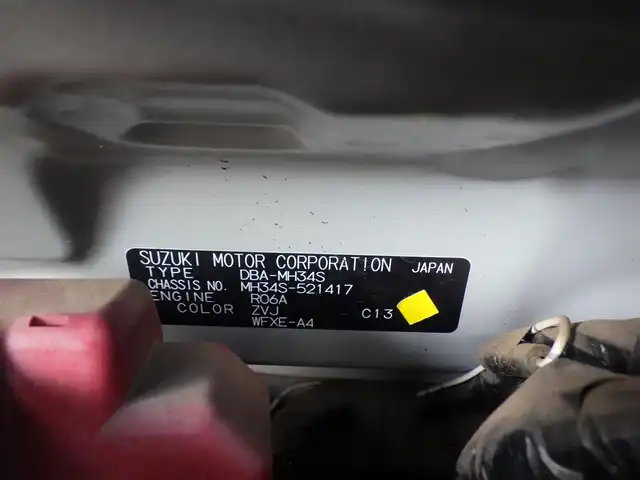 SUZUKI MOTOR CORPORATION JAPAN
TYPE DBA-MH34S
CHASSIS NO. MH34S-521417
ENGINE R06A
COLOR ZVJ C13
WFXE-A4